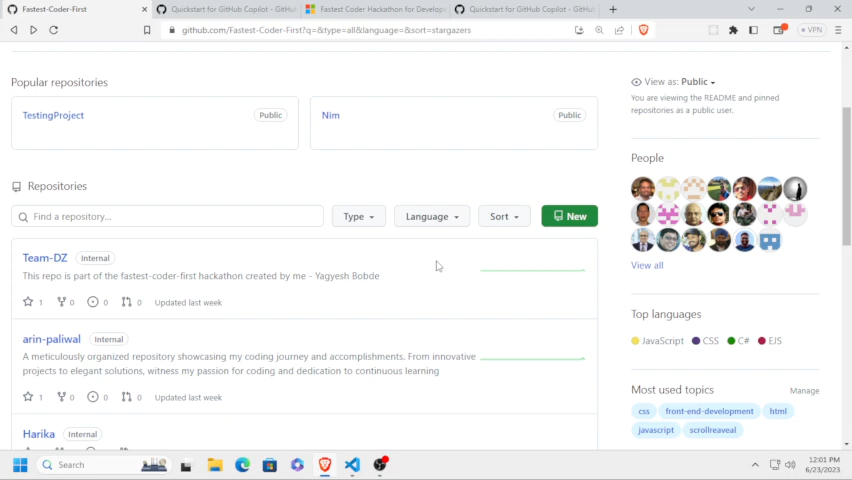 Fastest-Coder-First
Quickstart for GitHub Copilot - GitHub
Fastest Coder Hackathon for Develop
Quickstart for GitHub Copilot - GitHub
github.com/Fastest-Coder-First?q=&type=all&language=&sort=stargazers
VPN
Popular repositories
TestingProject
Public
Nim
Public
View as: Public
You are viewing the README and pinned
repositories as a public user.
People
View all
Repositories
Find a repository...
Type
Language
Sort
New
Team-DZ
Internal
This repo is part of the fastest-coder-first hackathon created by me - Yagyesh Bobde
1
0
0
0
Updated last week
arin-paliwal
Internal
A meticulously organized repository showcasing my coding journey and accomplishments. From innovative
projects to elegant solutions, witness my passion for coding and dedication to continuous learning
1
0
0
0
Updated last week
Harika
Internal
Top languages
JavaScript
CSS
C#
EJS
Most used topics
Manage
css
front-end-development
html
javascript
scrollreaveal
Search
12:01 PM
6/23/2023